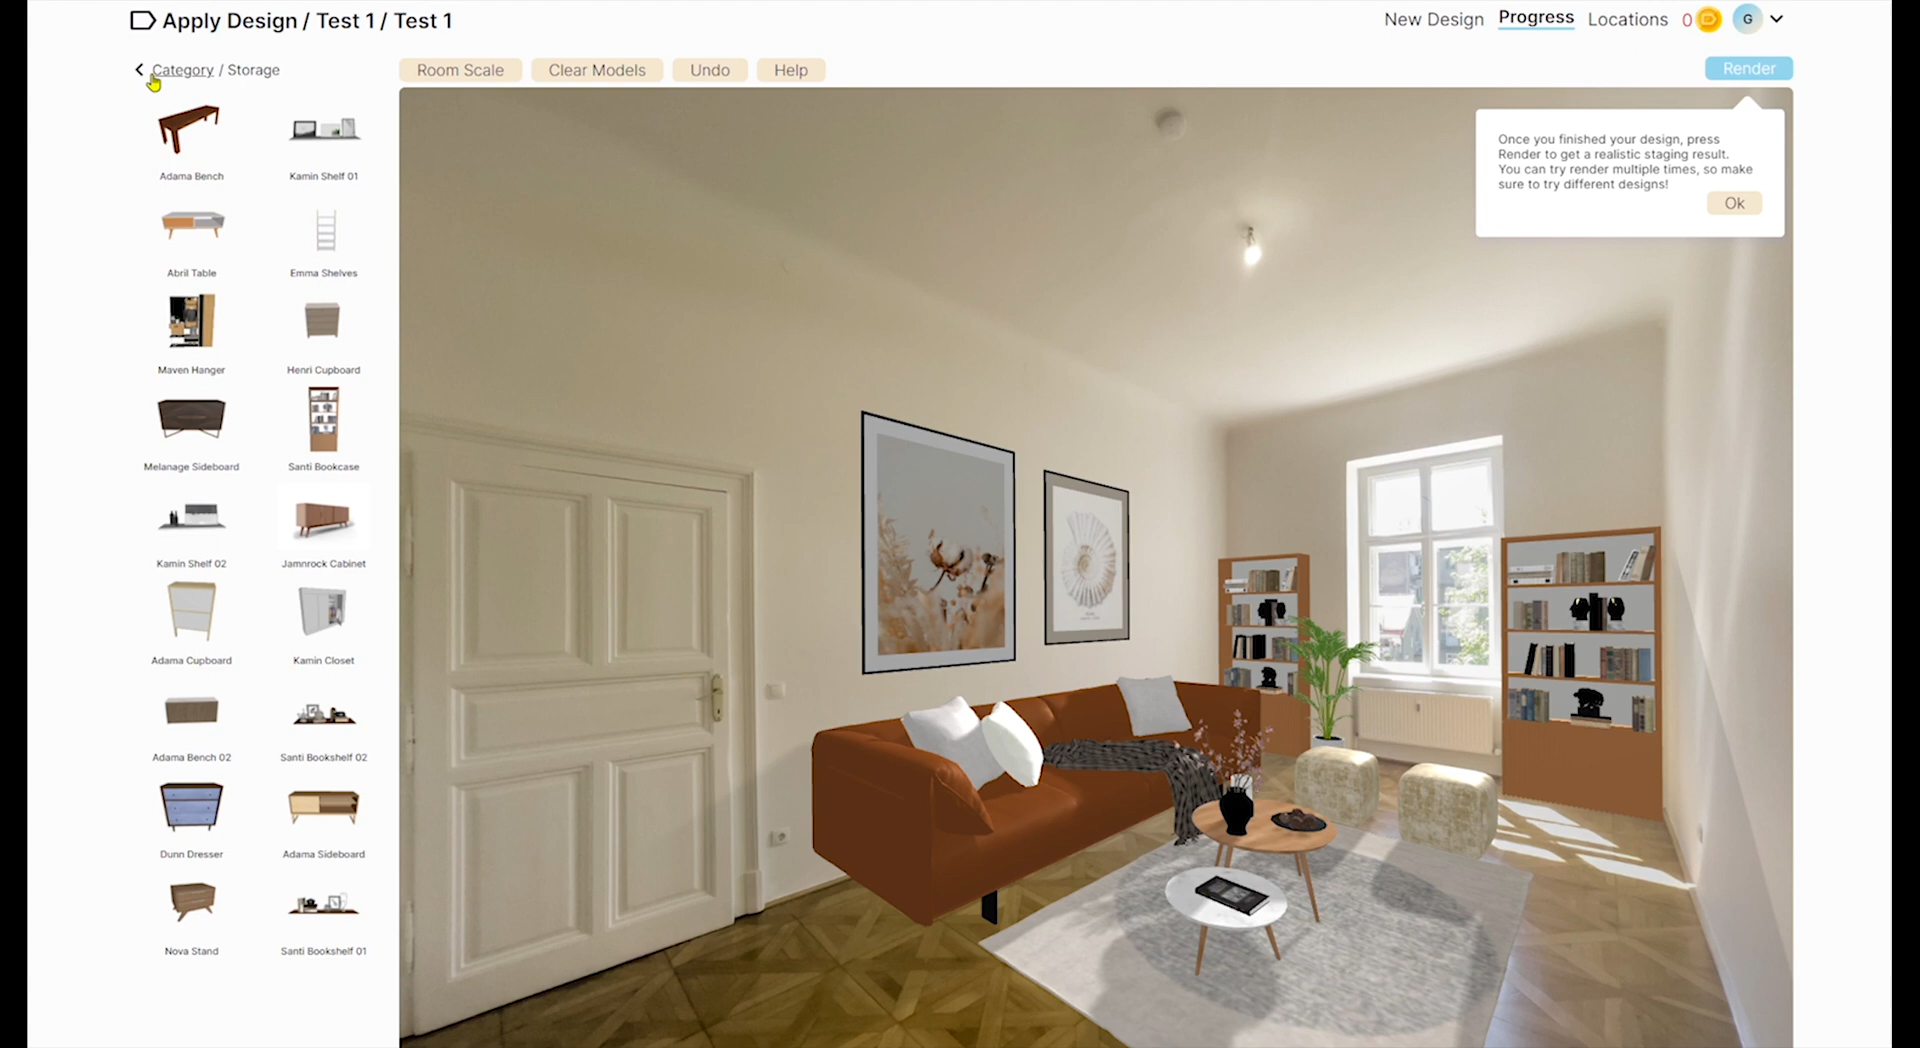 Apply Design / Test 1 / Test 1
New Design
Progress
Locations
0
G
Category / Storage
Room Scale
Clear Models
Undo
Help
Render
Once you finished your design, press
Render to get a realistic staging result.
You can try render multiple times, so make
sure to try different designs!
Ok
Adama Bench
Kamin Shelf 01
Abril Table
Emma Shelves
Maven Hanger
Henri Cupboard
Melanage Sideboard
Santi Bookcase
Kamin Shelf 02
Jamnrock Cabinet
Adama Cupboard
Kamin Closet
Adama Bench 02
Santi Bookshelf 02
Dunn Dresser
Adama Sideboard
Nova Stand
Santi Bookshelf 01